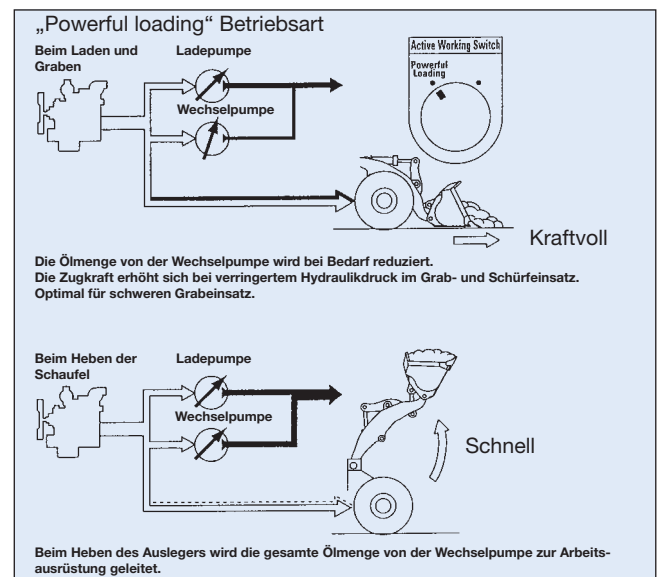 „Powerful loading“ Betriebsart
Beim Laden und
Graben
Ladepumpe
Wechselpumpe
Active Working Switch
Powerful
Loading
Kraftvoll
Die Ölmenge von der Wechselpumpe wird bei Bedarf reduziert.
Die Zugkraft erhöht sich bei verringertem Hydraulikdruck im Grab- und Schürfeinsatz.
Optimal für schweren Grabeinsatz.
Beim Heben der
Schaufel
Ladepumpe
Wechselpumpe
Schnell
Beim Heben des Auslegers wird die gesamte Ölmenge von der Wechselpumpe zur Arbeits-
ausrüstung geleitet.